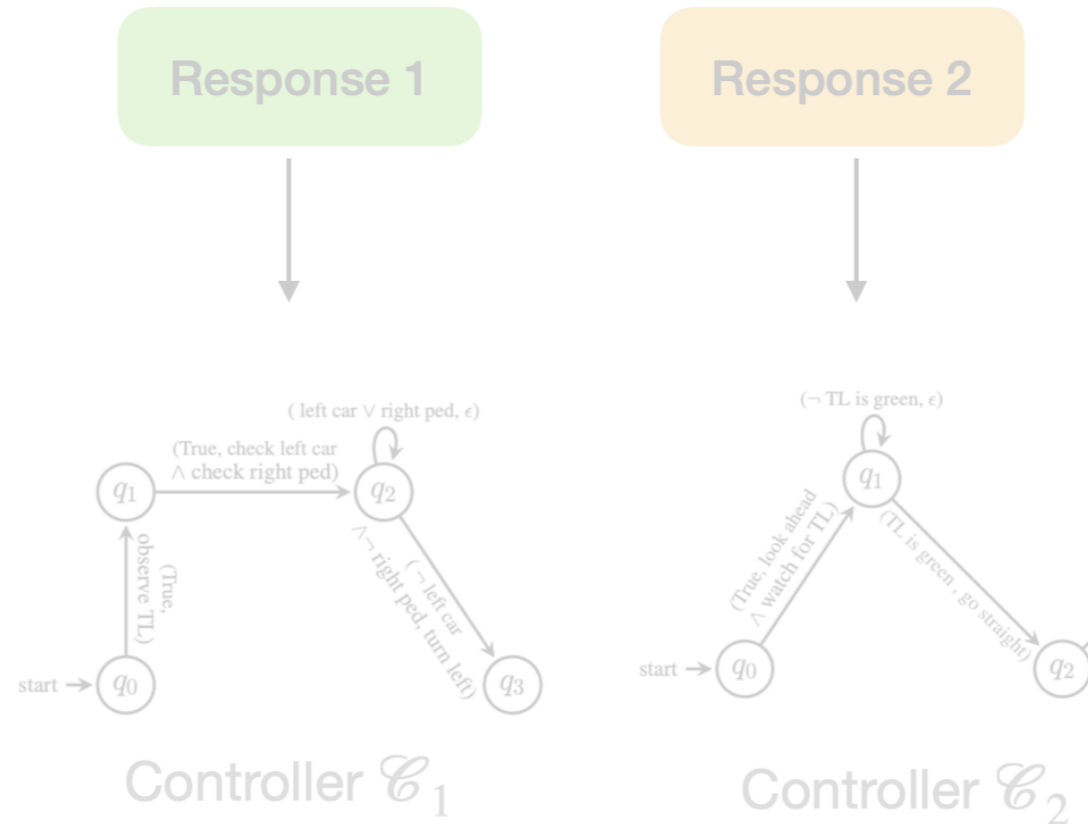 Response 1
Response 2
( left car ∨ right ped, ϵ)
(True, check left car
∧ check right ped)
q₁
q₂
(True,
observe TL)
(¬ left car
∧¬ right ped, turn left)
start
q₀
q₃
Controller 𝒞₁
(¬ TL is green, ϵ)
q₁
(True, look ahead
∧ watch for TL)
(TL is green , go straight)
start
q₀
q₂
Controller 𝒞₂